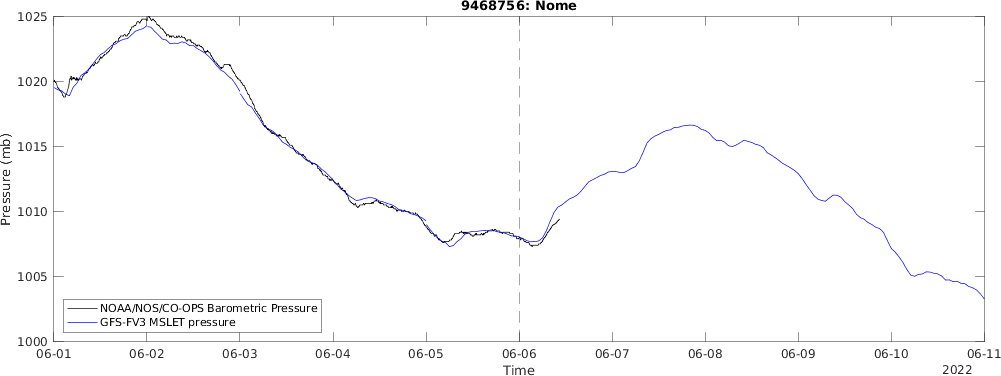 9468756: Nome
1025
1020
1015
1010
1005
1000
Pressure (mb)
NOAA/NOS/CO-OPS Barometric Pressure
GFS-FV3 MSLET pressure
06-01 06-02 06-03 06-04 06-05 06-06 06-07 06-08 06-09 06-10 06-11
Time
2022